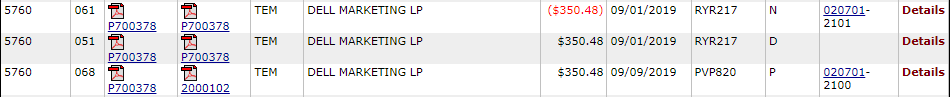 5760 061 P700378 P700378 TEM DELL MARKETING LP ($350.48) 09/01/2019 RYR217 N 020701-2101 Details
5760 051 P700378 P700378 TEM DELL MARKETING LP $350.48 09/01/2019 RYR217 D Details
5760 068 P700378 2000102 TEM DELL MARKETING LP $350.48 09/09/2019 PVP820 P 020701-2100 Details